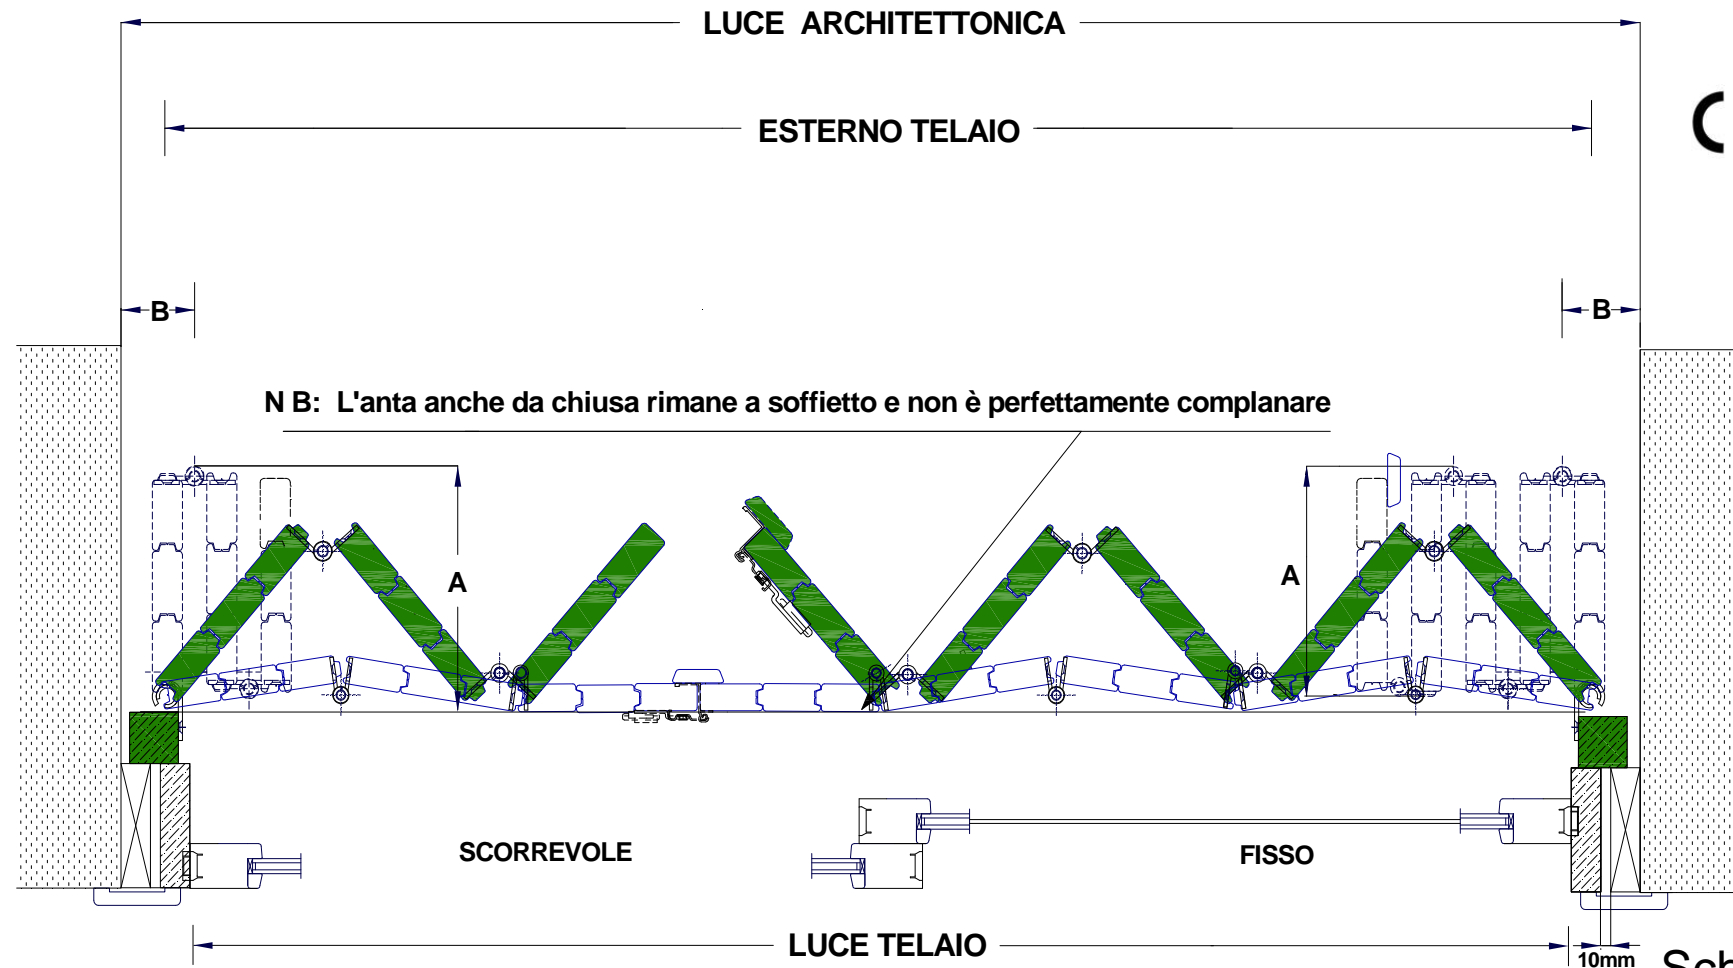 LUCE ARCHITETTONICA
ESTERNO TELAIO
B
B
N B: L'anta anche da chiusa rimane a soffietto e non è perfettamente complanare
A
A
SCORREVOLE
FISSO
LUCE TELAIO
10mm